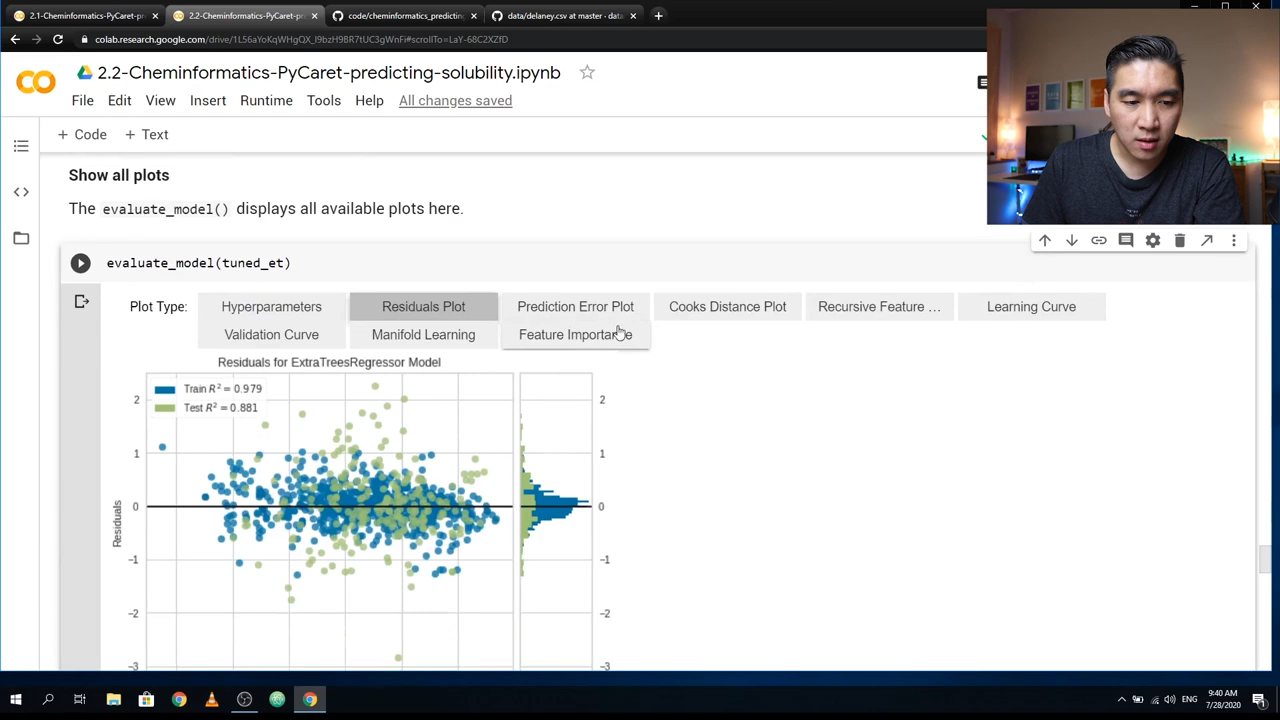 2.1-Cheminformatics-PyCaret-pre
2.2-Cheminformatics-PyCaret-pre
code/cheminformatics_predicting
data/delaney.csv at master · da
colab.research.google.com/drive/1L56aYoKqWHgQX_l9bzH9BR7tUC3gWnFi#scrollTo=LaY-68C2XZfD
CO
2.2-Cheminformatics-PyCaret-predicting-solubility.ipynb
File Edit View Insert Runtime Tools Help All changes saved
+ Code + Text
Show all plots
The evaluate_model() displays all available plots here.
evaluate_model(tuned_et)
Plot Type: Hyperparameters Residuals Plot Prediction Error Plot Cooks Distance Plot Recursive Feature … Learning Curve
Validation Curve Manifold Learning Feature Importance
Residuals for ExtraTreesRegressor Model
Train R² = 0.979
Test R² = 0.881
2 2
1 1
0 0
−1 −1
−2 −2
−3 −3
Residuals
ENG
9:40 AM
7/28/2020